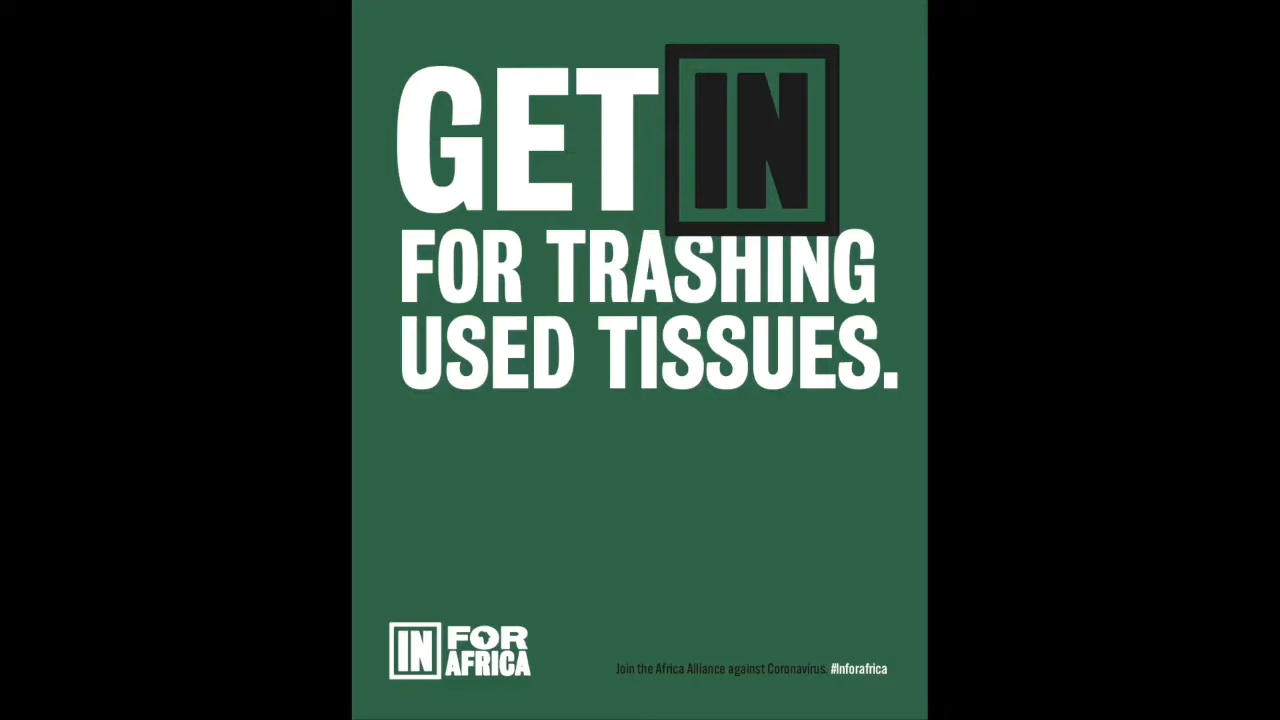 GET IN
FOR TRASHING
USED TISSUES.
IN FOR
AFRICA
Join the Africa Alliance against Coronavirus. #Inforafrica